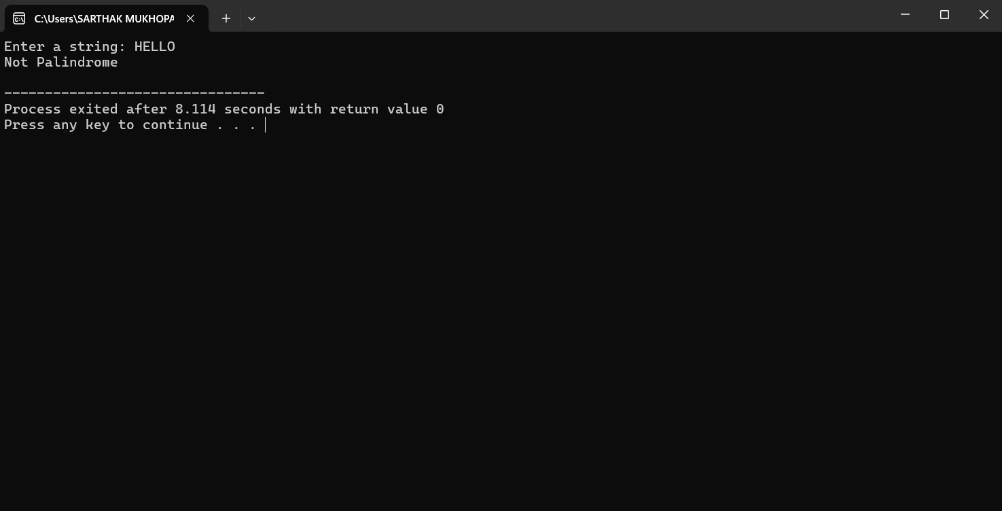 C:\Users\SARTHAK MUKHOPA
Enter a string: HELLO
Not Palindrome
--------------------------------
Process exited after 8.114 seconds with return value 0
Press any key to continue . . .